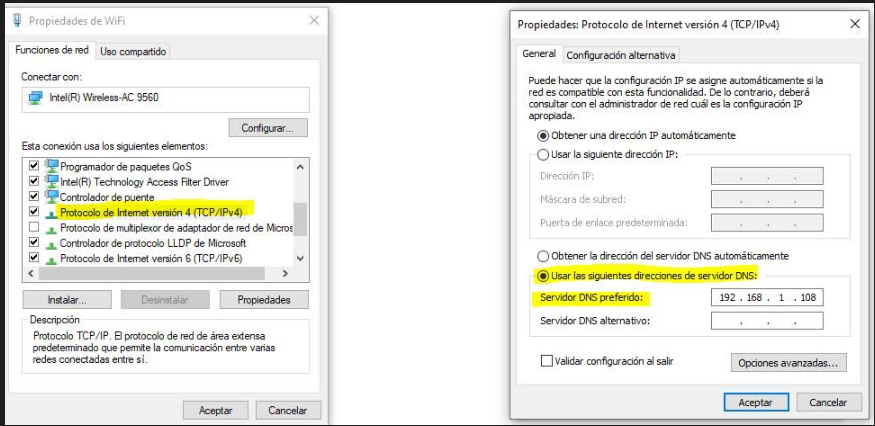 Propiedades de WiFi
Funciones de red
Uso compartido
Conectar con:
Intel(R) Wireless-AC 9560
Configurar...
Esta conexión usa los siguientes elementos:
Programador de paquetes QoS
Intel(R) Technology Access Filter Driver
Controlador de puente
Protocolo de Internet versión 4 (TCP/IPv4)
Protocolo de multiplexor de adaptador de red de Micros
Controlador de protocolo LLDP de Microsoft
Protocolo de Internet versión 6 (TCP/IPv6)
Instalar...
Desinstalar
Propiedades
Descripción
Protocolo TCP/IP. El protocolo de red de área extensa
predeterminado que permite la comunicación entre varias
redes conectadas entre sí.
Aceptar
Cancelar
Propiedades: Protocolo de Internet versión 4 (TCP/IPv4)
General
Configuración alternativa
Puede hacer que la configuración IP se asigne automáticamente si la
red es compatible con esta funcionalidad. De lo contrario, deberá
consultar con el administrador de red cuál es la configuración IP
apropiada.
Obtener una dirección IP automáticamente
Usar la siguiente dirección IP:
Dirección IP:
Máscara de subred:
Puerta de enlace predeterminada:
Obtener la dirección del servidor DNS automáticamente
Usar las siguientes direcciones de servidor DNS:
Servidor DNS preferido: 192 . 168 . 1 . 108
Servidor DNS alternativo:
Validar configuración al salir
Opciones avanzadas...
Aceptar
Cancelar